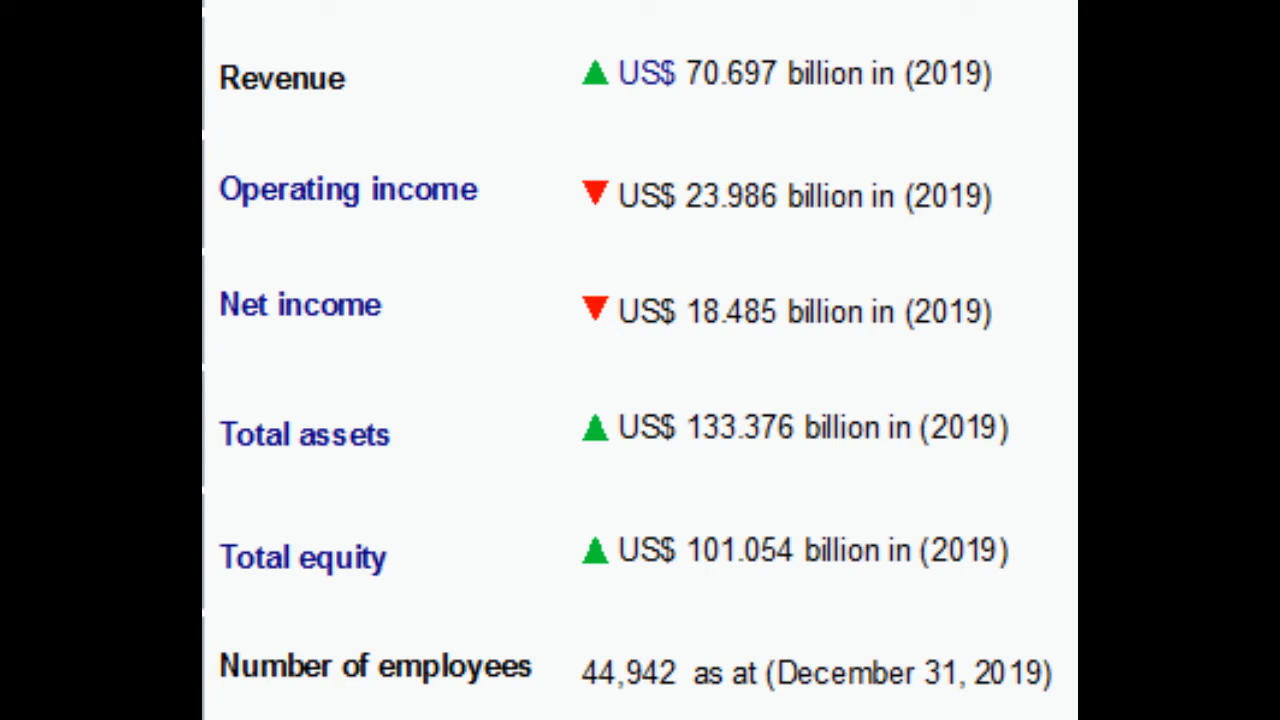 Revenue ▲ US$ 70.697 billion in (2019)
Operating income ▼ US$ 23.986 billion in (2019)
Net income ▼ US$ 18.485 billion in (2019)
Total assets ▲ US$ 133.376 billion in (2019)
Total equity ▲ US$ 101.054 billion in (2019)
Number of employees 44,942 as at (December 31, 2019)